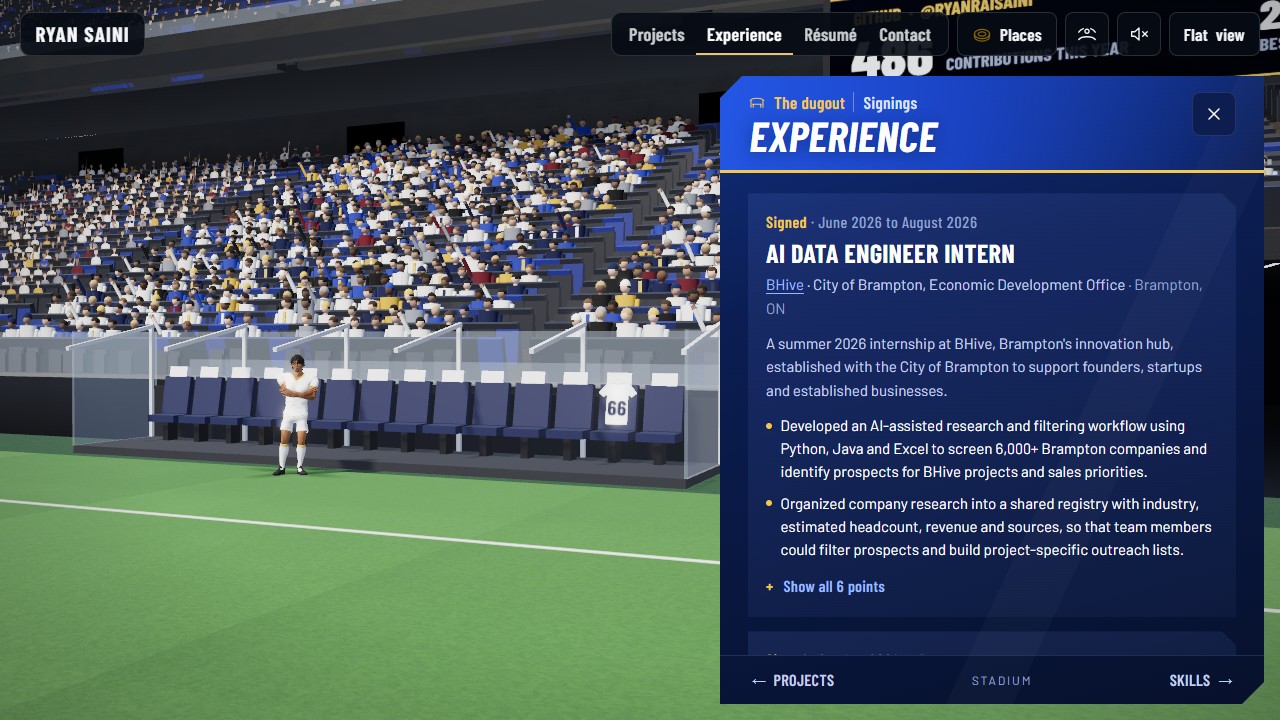 RYAN SAINI
Projects Experience Résumé Contact Places Flat view
GITHUB · @RYANRAISAINI
486 CONTRIBUTIONS THIS YEAR
The dugout Signings
EXPERIENCE
Signed · June 2026 to August 2026
AI DATA ENGINEER INTERN
BHive · City of Brampton, Economic Development Office · Brampton,
ON
A summer 2026 internship at BHive, Brampton's innovation hub,
established with the City of Brampton to support founders, startups
and established businesses.
Developed an AI-assisted research and filtering workflow using
Python, Java and Excel to screen 6,000+ Brampton companies and
identify prospects for BHive projects and sales priorities.
Organized company research into a shared registry with industry,
estimated headcount, revenue and sources, so that team members
could filter prospects and build project-specific outreach lists.
+ Show all 6 points
← PROJECTS STADIUM SKILLS →
66